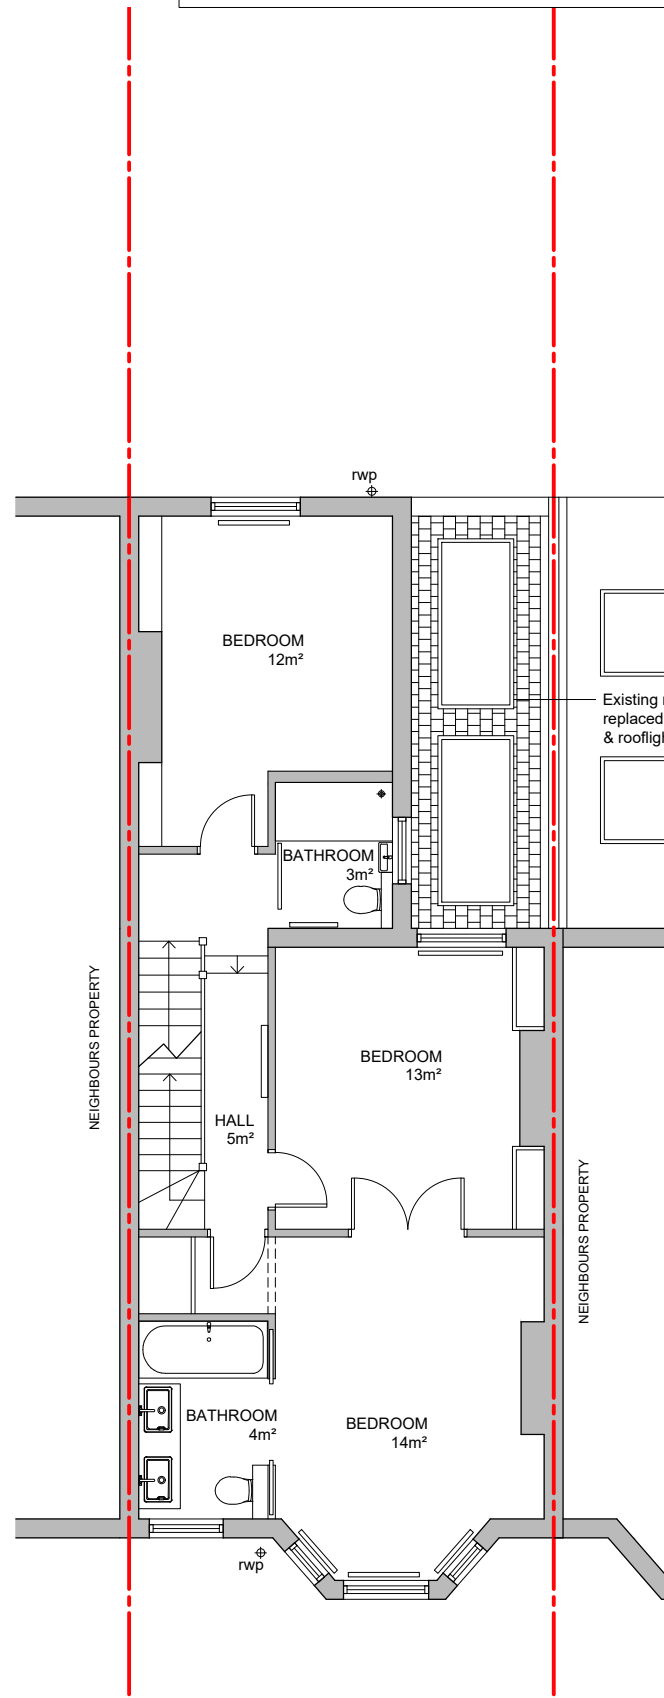 rwp
BEDROOM
12m²
Existing
replaced
&
BATHROOM
3m²
NEIGHBOURS PROPERTY
BEDROOM
13m²
HALL
5m²
NEIGHBOURS PROPERTY
BATHROOM
4m²
BEDROOM
14m²
rwp